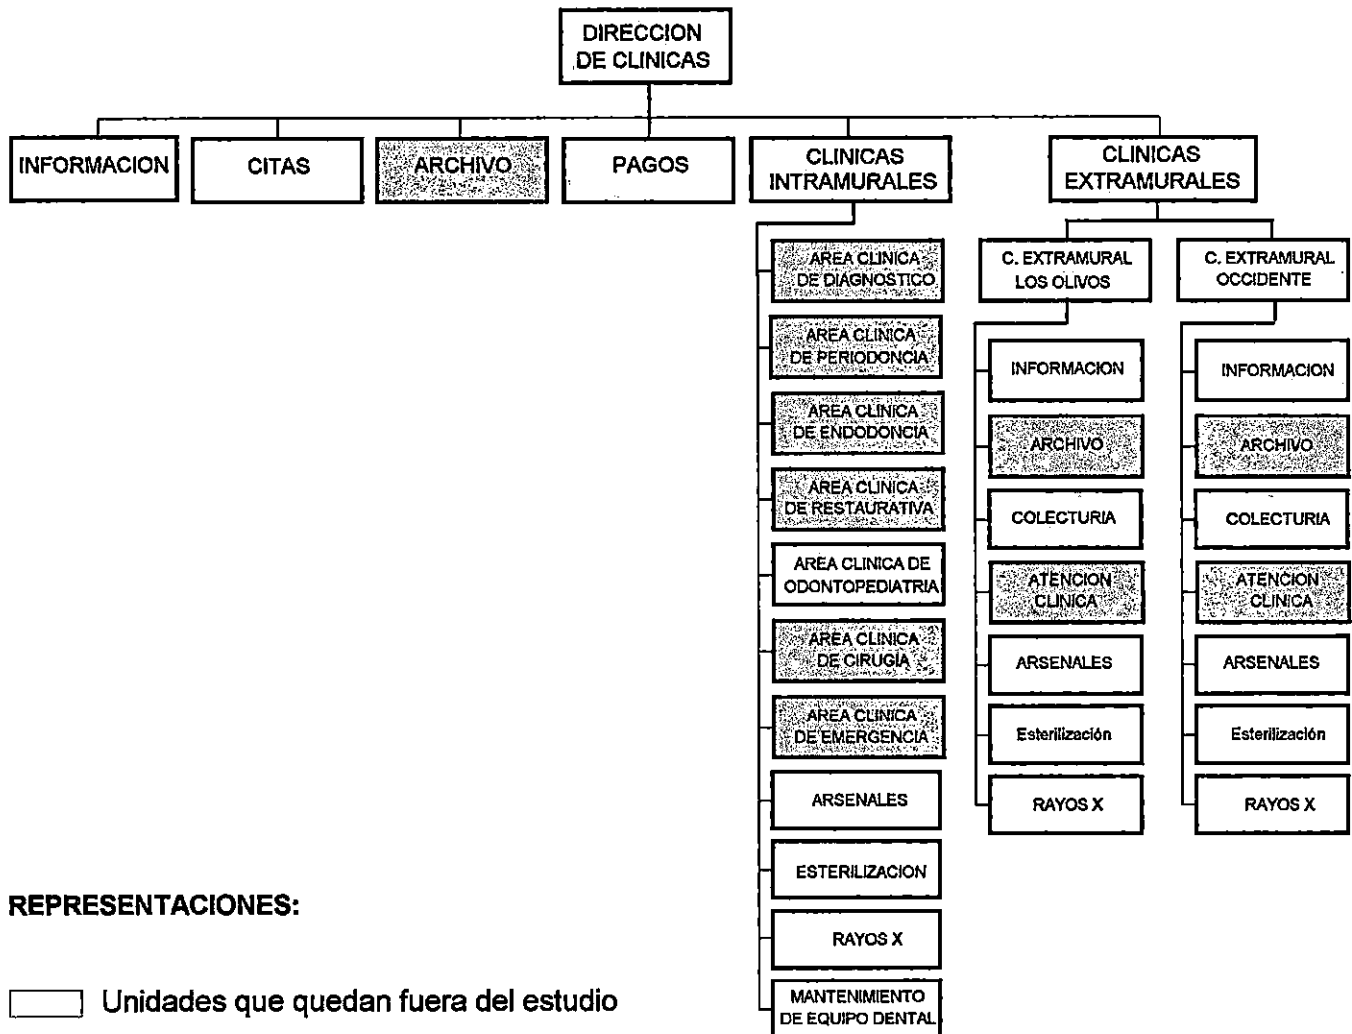 DIRECCION
DE CLINICAS
INFORMACION
CITAS
ARCHIVO
PAGOS
CLINICAS
INTRAMURALES
CLINICAS
EXTRAMURALES
AREA CLINICA
DE DIAGNOSTICO
AREA CLINICA
DE PERIODONCIA
AREA CLINICA
DE ENDODONCIA
AREA CLINICA
DE RESTAURATIVA
AREA CLINICA DE
ODONTOPEDIATRIA
AREA CLINICA
DE CIRUGÍA
AREA CLINICA
DE EMERGENCIA
ARSENALES
ESTERILIZACION
RAYOS X
MANTENIMIENTO
DE EQUIPO DENTAL
C. EXTRAMURAL
LOS OLIVOS
INFORMACION
ARCHIVO
COLECTURIA
ATENCION
CLINICA
ARSENALES
Esterilización
RAYOS X
C. EXTRAMURAL
OCCIDENTE
INFORMACION
ARCHIVO
COLECTURIA
ATENCION
CLINICA
ARSENALES
Esterilización
RAYOS X
REPRESENTACIONES:
Unidades que quedan fuera del estudio